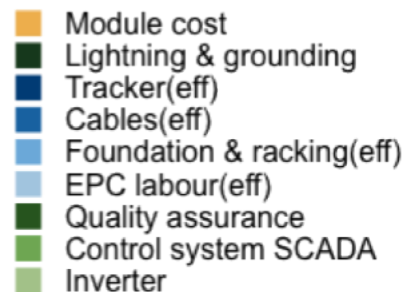 Module cost
Lightning & grounding
Tracker(eff)
Cables(eff)
Foundation & racking(eff)
EPC labour(eff)
Quality assurance
Control system SCADA
Inverter